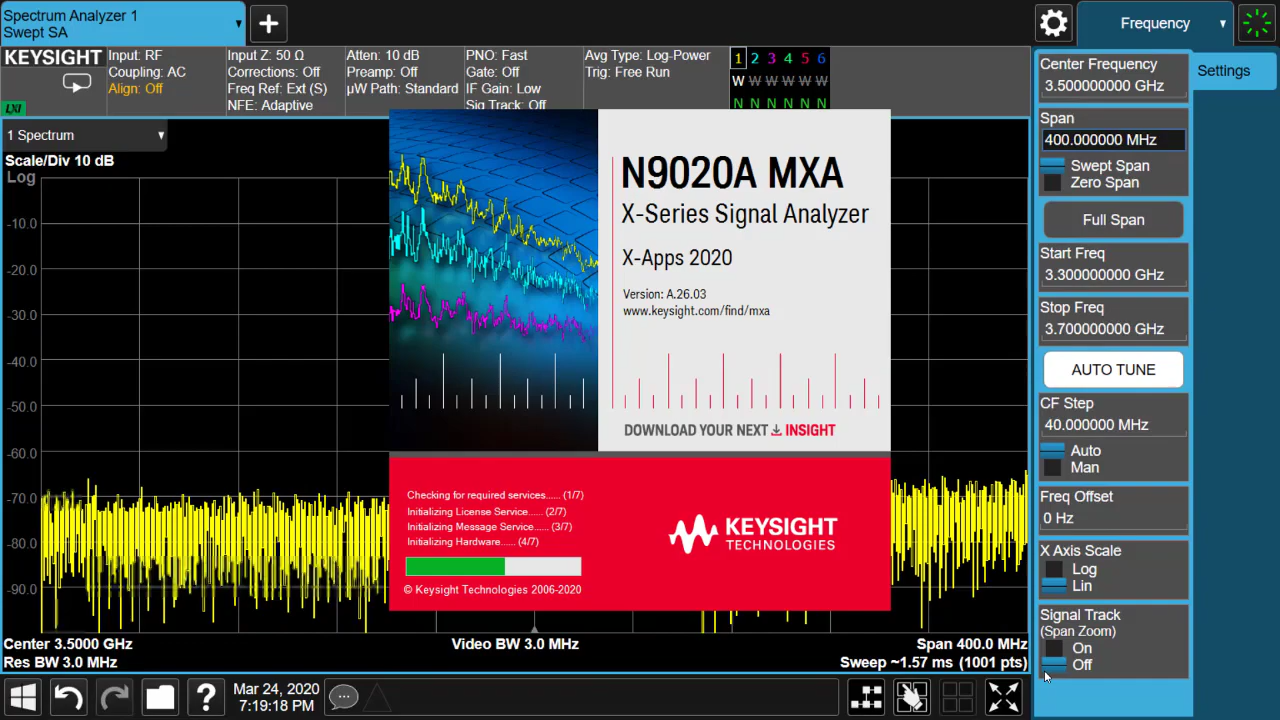 Spectrum Analyzer 1
Swept SA
Frequency
KEYSIGHT
LXI
Input: RF
Coupling: AC
Align: Off
Input Z: 50 Ω
Corrections: Off
Freq Ref: Ext (S)
NFE: Adaptive
Atten: 10 dB
Preamp: Off
µW Path: Standard
PNO: Fast
Gate: Off
IF Gain: Low
Sig Track: Off
Avg Type: Log-Power
Trig: Free Run
1 2 3 4 5 6
W W W W W W
N N N N N N
1 Spectrum
Scale/Div 10 dB
Log
-10.0
-20.0
-30.0
-40.0
-50.0
-60.0
-70.0
-80.0
-90.0
N9020A MXA
X-Series Signal Analyzer
X-Apps 2020
Version: A.26.03
www.keysight.com/find/mxa
DOWNLOAD YOUR NEXT INSIGHT
Checking for required services...... (1/7)
Initializing License Service...... (2/7)
Initializing Message Service...... (3/7)
Initializing Hardware...... (4/7)
© Keysight Technologies 2006-2020
KEYSIGHT
TECHNOLOGIES
Center 3.5000 GHz
Res BW 3.0 MHz
Video BW 3.0 MHz
Span 400.0 MHz
Sweep ~1.57 ms (1001 pts)
Center Frequency
3.500000000 GHz
Span
400.000000 MHz
Swept Span
Zero Span
Full Span
Start Freq
3.300000000 GHz
Stop Freq
3.700000000 GHz
AUTO TUNE
CF Step
40.000000 MHz
Auto
Man
Freq Offset
0 Hz
X Axis Scale
Log
Lin
Signal Track
(Span Zoom)
On
Off
Settings
Mar 24, 2020
7:19:18 PM